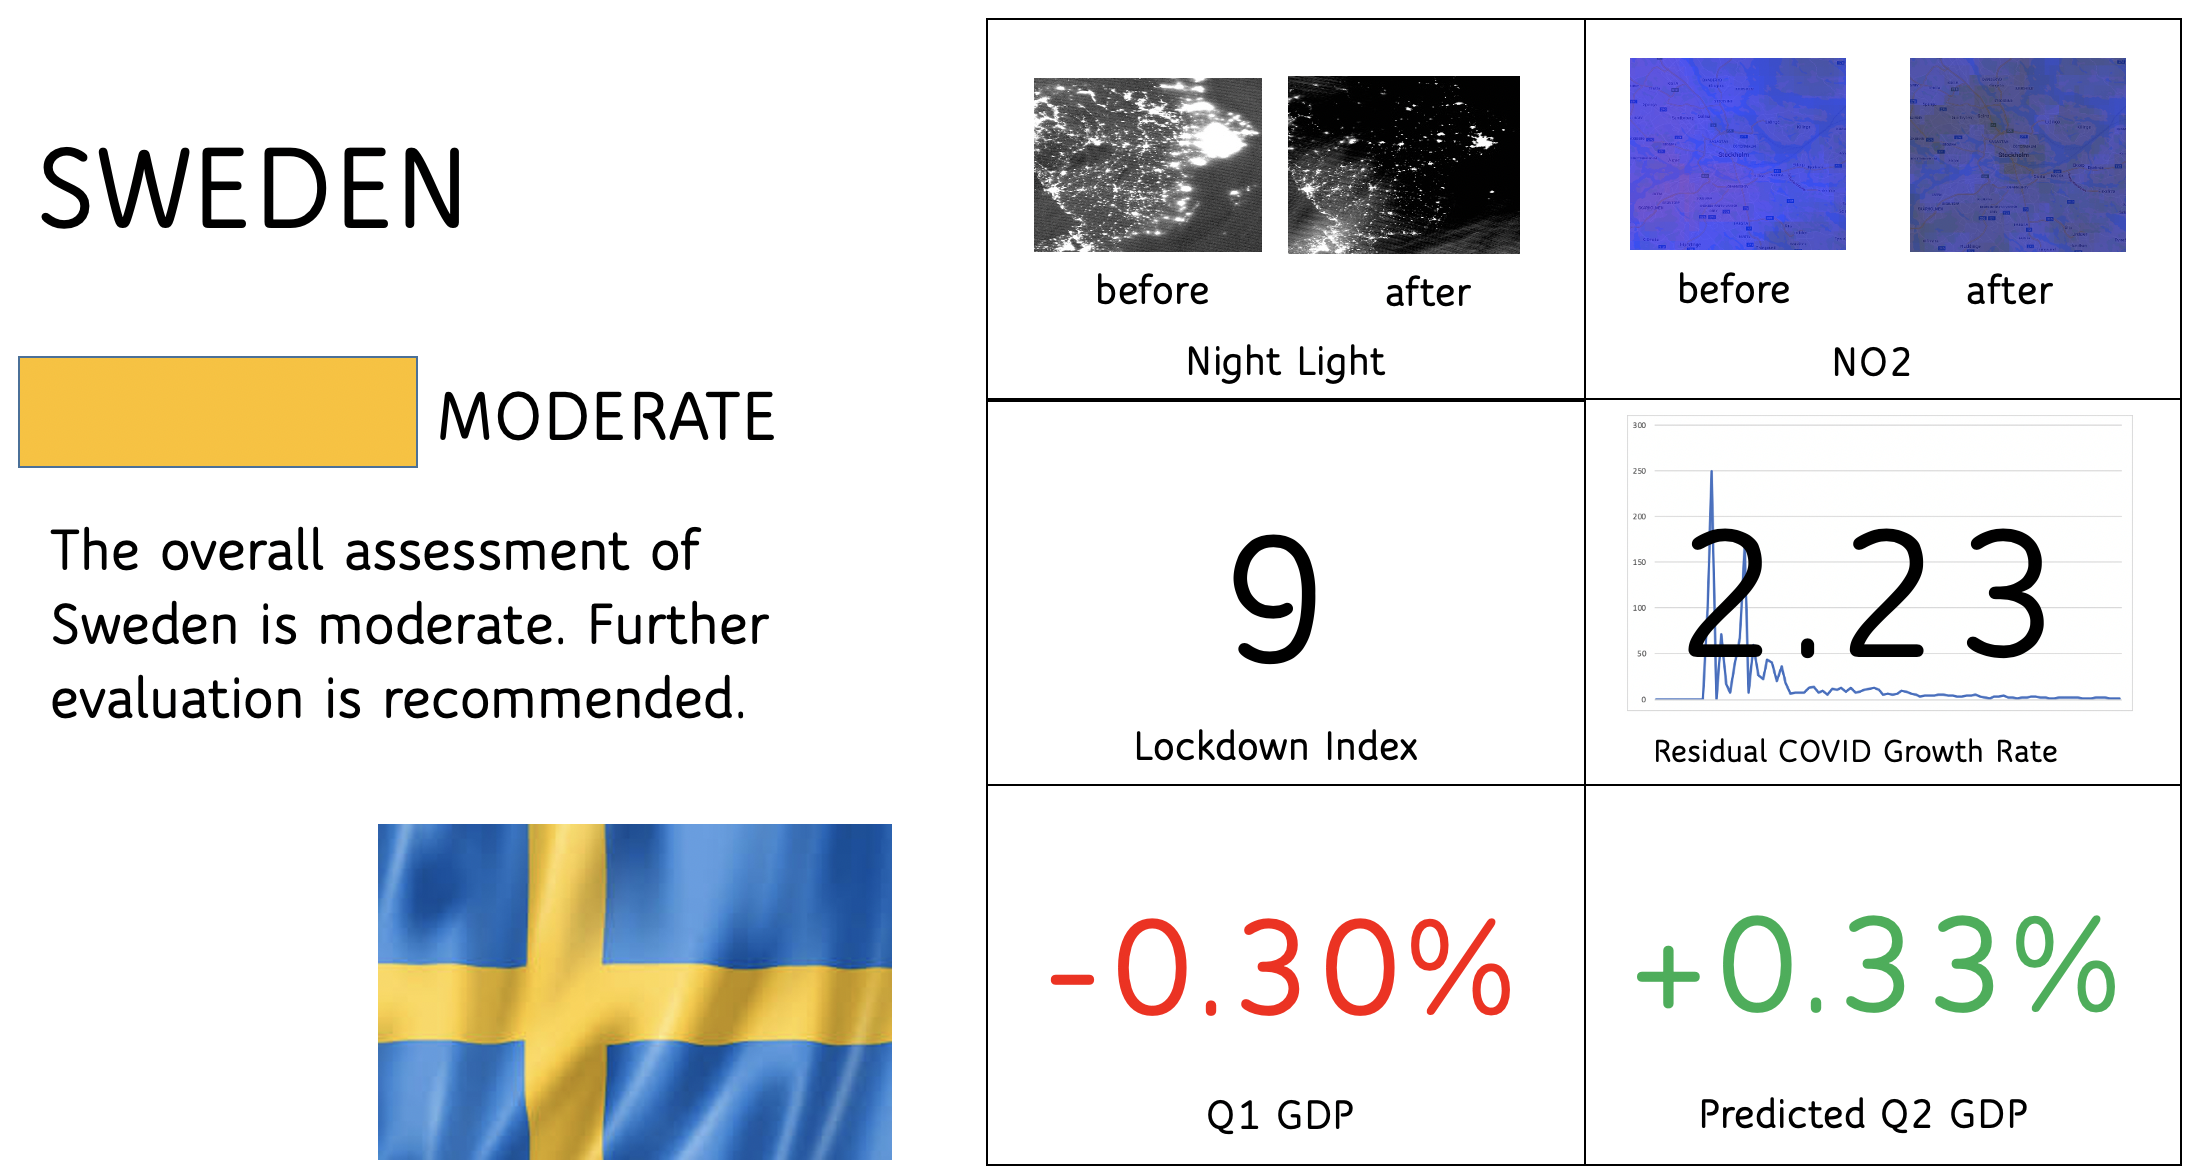 SWEDEN
MODERATE
The overall assessment of
Sweden is moderate. Further
evaluation is recommended.
before
after
Night Light
Stockholm
Stockholm
before
after
NO2
9
Lockdown Index
300
250
200
150
100
50
0
2.23
Residual COVID Growth Rate
-0.30%
Q1 GDP
+0.33%
Predicted Q2 GDP